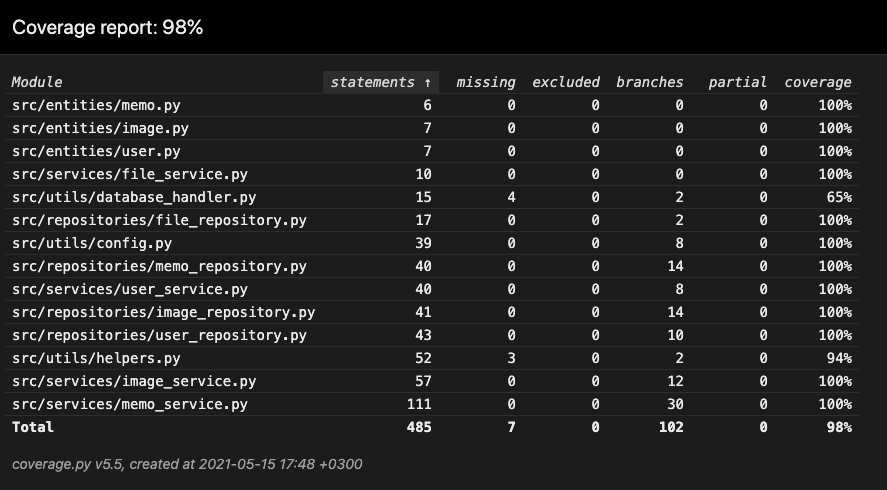 Coverage report: 98%
Module statements ↑ missing excluded branches partial coverage
src/entities/memo.py 6 0 0 0 0 100%
src/entities/image.py 7 0 0 0 0 100%
src/entities/user.py 7 0 0 0 0 100%
src/services/file_service.py 10 0 0 0 0 100%
src/utils/database_handler.py 15 4 0 2 0 65%
src/repositories/file_repository.py 17 0 0 2 0 100%
src/utils/config.py 39 0 0 8 0 100%
src/repositories/memo_repository.py 40 0 0 14 0 100%
src/services/user_service.py 40 0 0 8 0 100%
src/repositories/image_repository.py 41 0 0 14 0 100%
src/repositories/user_repository.py 43 0 0 10 0 100%
src/utils/helpers.py 52 3 0 2 0 94%
src/services/image_service.py 57 0 0 12 0 100%
src/services/memo_service.py 111 0 0 30 0 100%
Total 485 7 0 102 0 98%
coverage.py v5.5, created at 2021-05-15 17:48 +0300